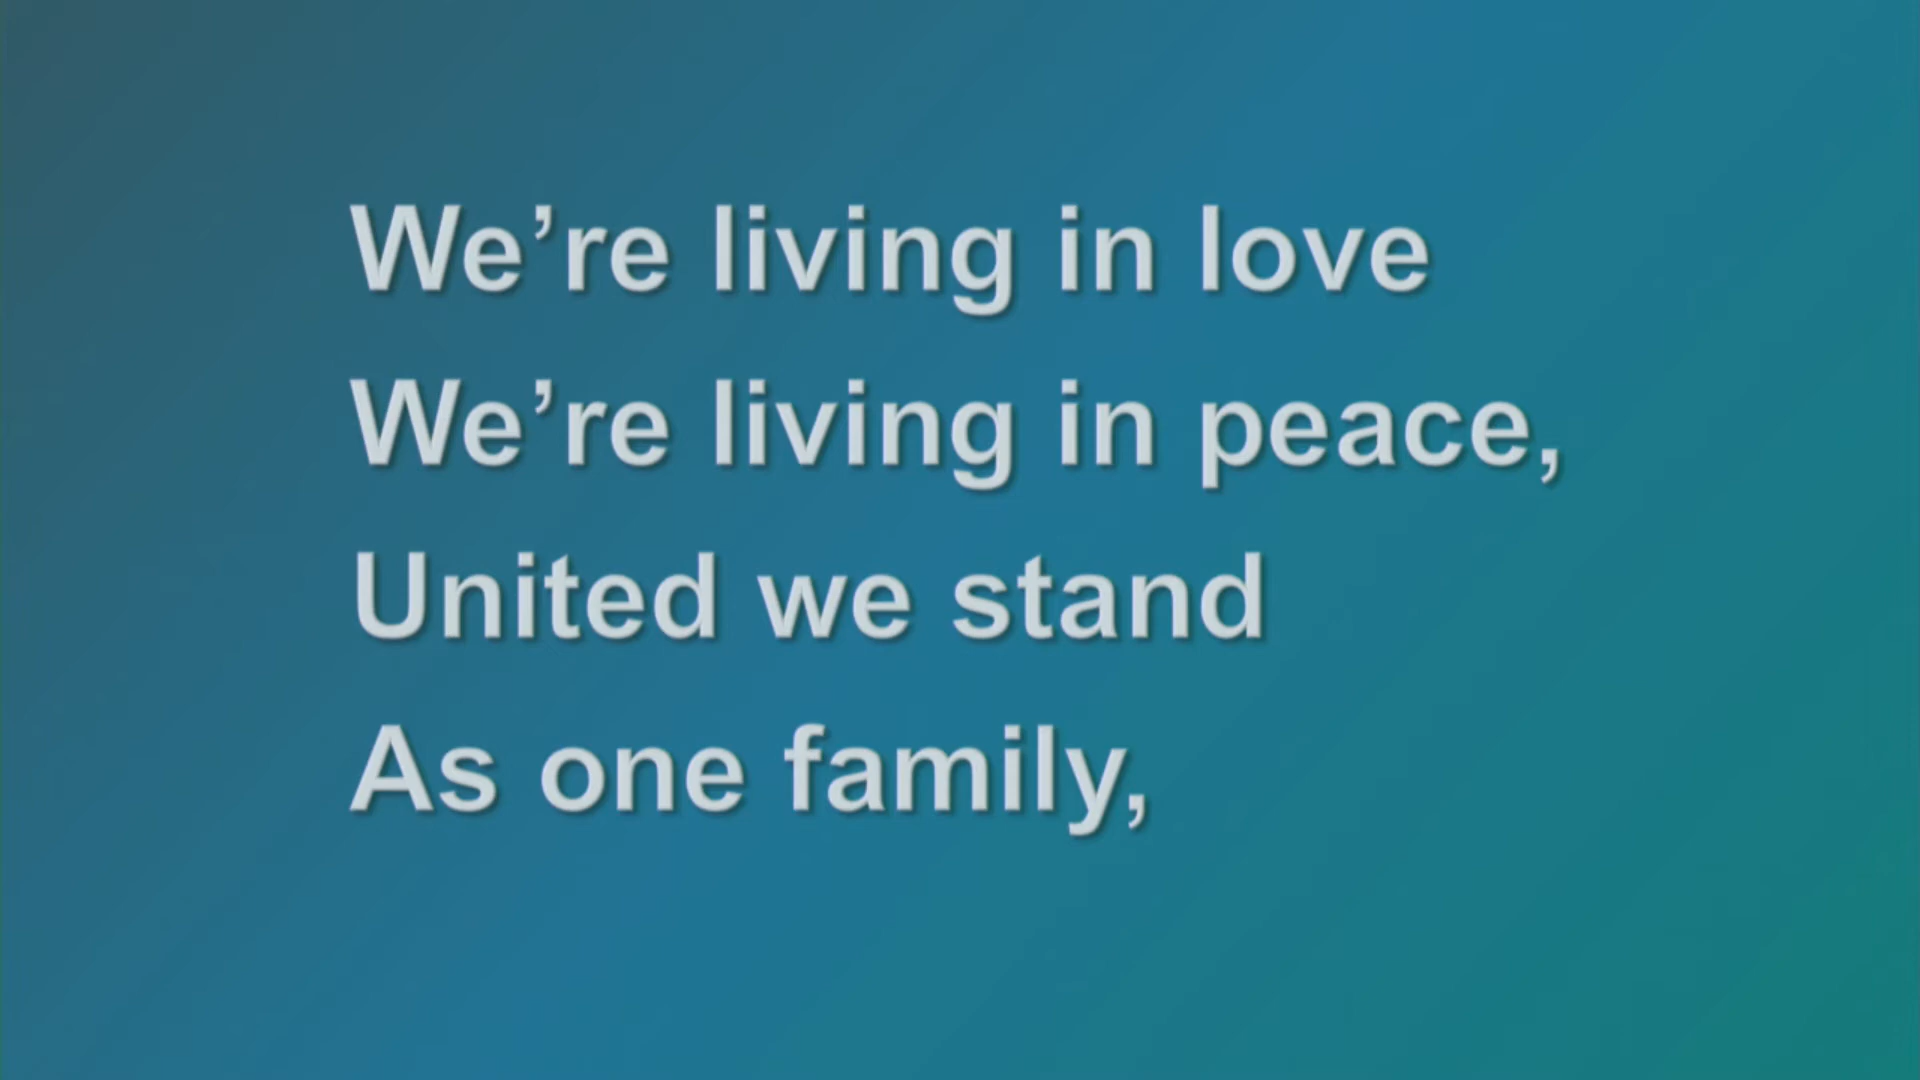 We’re living in love
We’re living in peace,
United we stand
As one family,